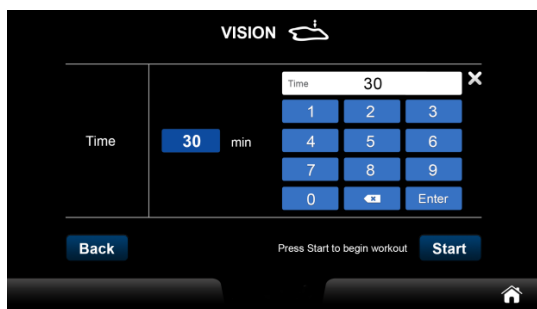 VISION
Time 30
1 2 3
Time 30 min 4 5 6
7 8 9
0 Enter
Back Press Start to begin workout Start